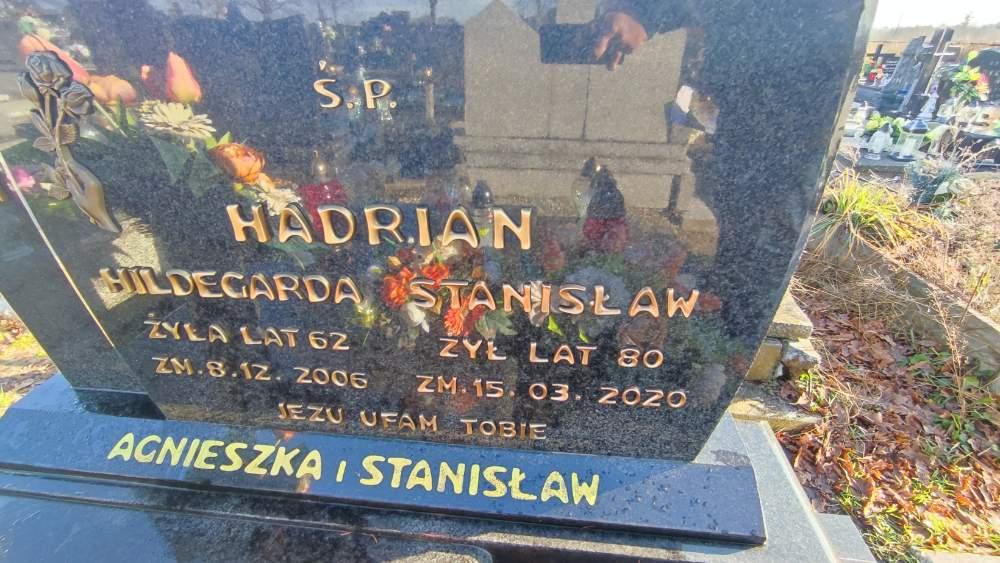 Ś. P.
HADRIAN
HILDEGARDA STANISŁAW
ŻYŁA LAT 62 ŻYŁ LAT 80
ZM. 8. 12. 2006 ZM. 15. 03. 2020
JEZU UFAM TOBIE
AGNIESZKA I STANISŁAW